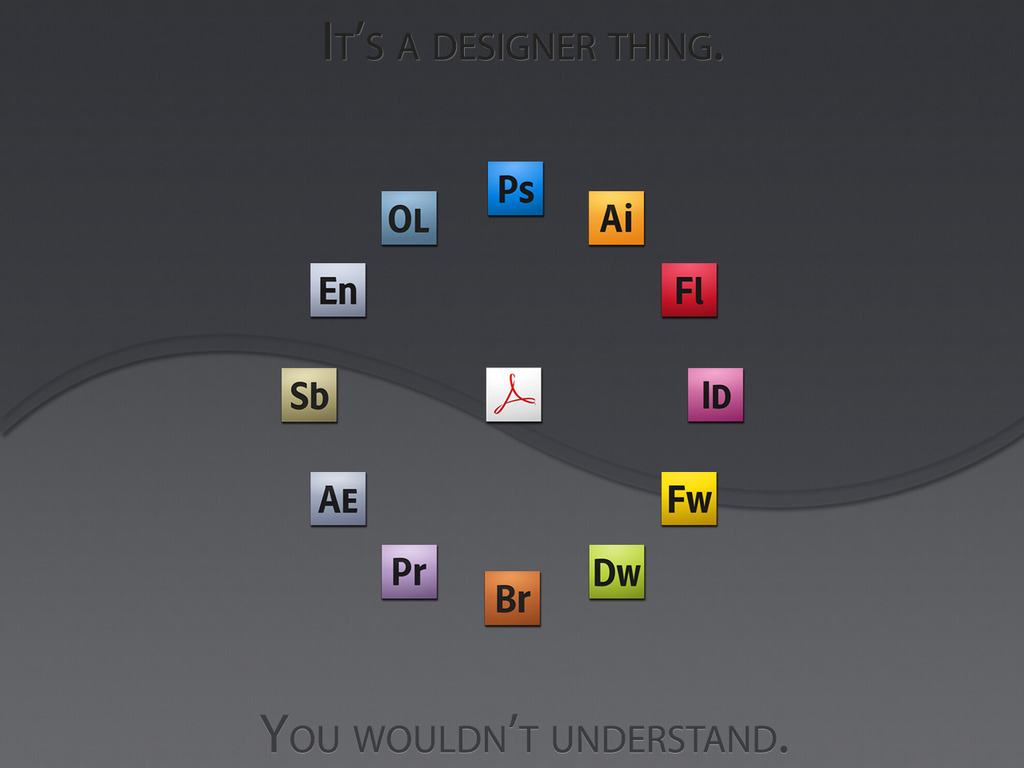 It's a designer thing.
Ps
OL
Ai
En
Fl
Sb
ID
AE
Fw
Pr
Dw
Br
You wouldn't understand.